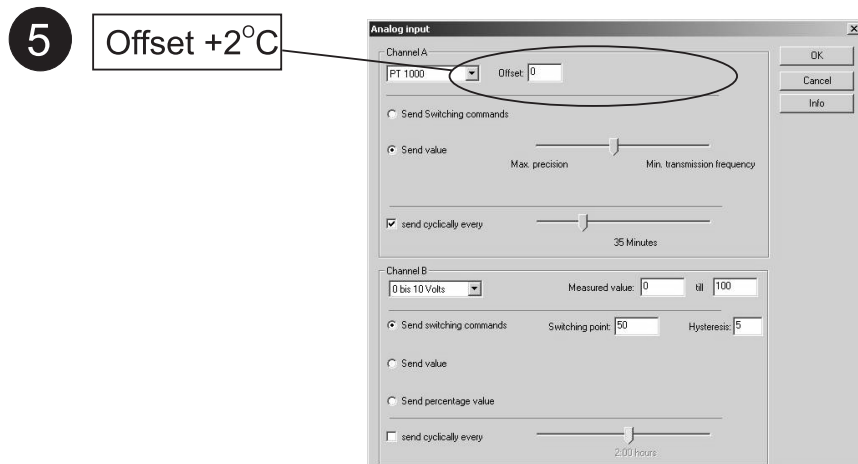 5
Offset +2°C
Analog input
Channel A
PT 1000 Offset: 0
Send Switching commands
Send value
Max. precision Min. transmission frequency
send cyclically every
35 Minutes
OK
Cancel
Info
Channel B
0 bis 10 Volts Measured value: 0 till 100
Send switching commands Switching point: 50 Hysteresis: 5
Send value
Send percentage value
send cyclically every
2:00 hours